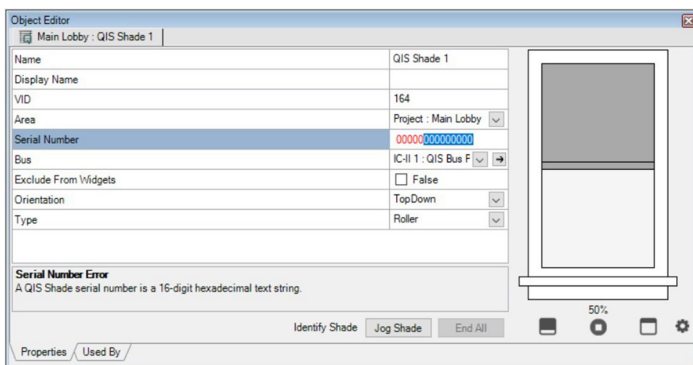 Object Editor
Main Lobby : QIS Shade 1
Name QIS Shade 1
Display Name
VID 164
Area Project : Main Lobby
Serial Number 0000000000000000
Bus IC-II 1 : QIS Bus F
Exclude From Widgets False
Orientation TopDown
Type Roller
Serial Number Error
A QIS Shade serial number is a 16-digit hexadecimal text string.
50%
Identify Shade Jog Shade End All
Properties Used By